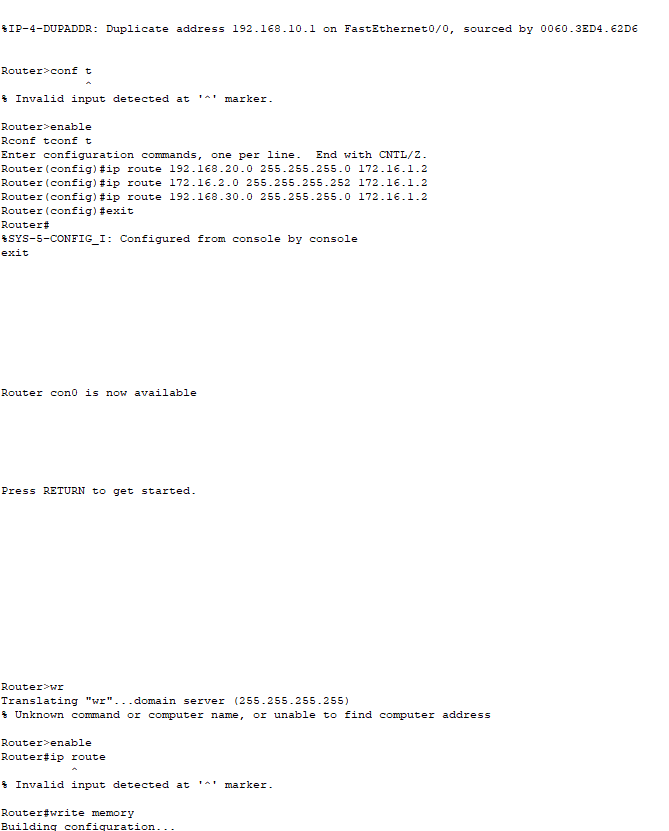 %IP-4-DUPADDR: Duplicate address 192.168.10.1 on FastEthernet0/0, sourced by 0060.3ED4.62D6
Router>conf t
^
% Invalid input detected at '^' marker.
Router>enable
Rconf tconf t
Enter configuration commands, one per line.  End with CNTL/Z.
Router(config)#ip route 192.168.20.0 255.255.255.0 172.16.1.2
Router(config)#ip route 172.16.2.0 255.255.255.252 172.16.1.2
Router(config)#ip route 192.168.30.0 255.255.255.0 172.16.1.2
Router(config)#exit
Router#
%SYS-5-CONFIG_I: Configured from console by console
exit
Router con0 is now available
Press RETURN to get started.
Router>wr
Translating "wr"...domain server (255.255.255.255)
% Unknown command or computer name, or unable to find computer address
Router>enable
Router#ip route
^
% Invalid input detected at '^' marker.
Router#write memory
Building configuration...